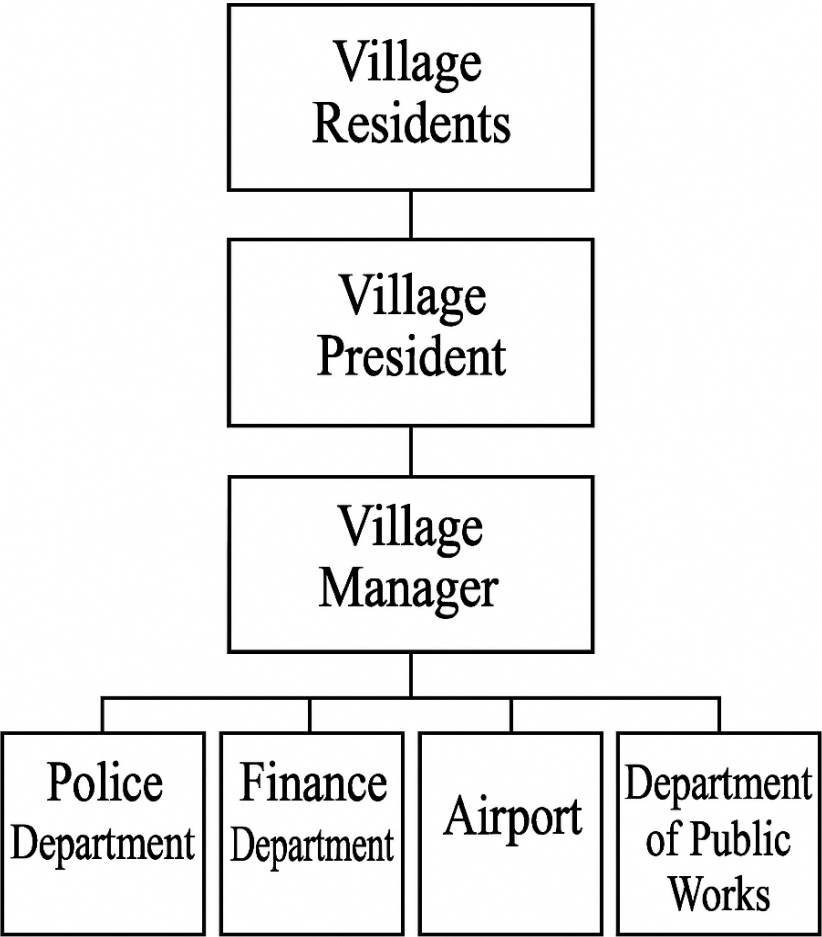 Village
Residents
Village
President
Village
Manager
Police
Department
Finance
Department
Airport
Department
of Public
Works